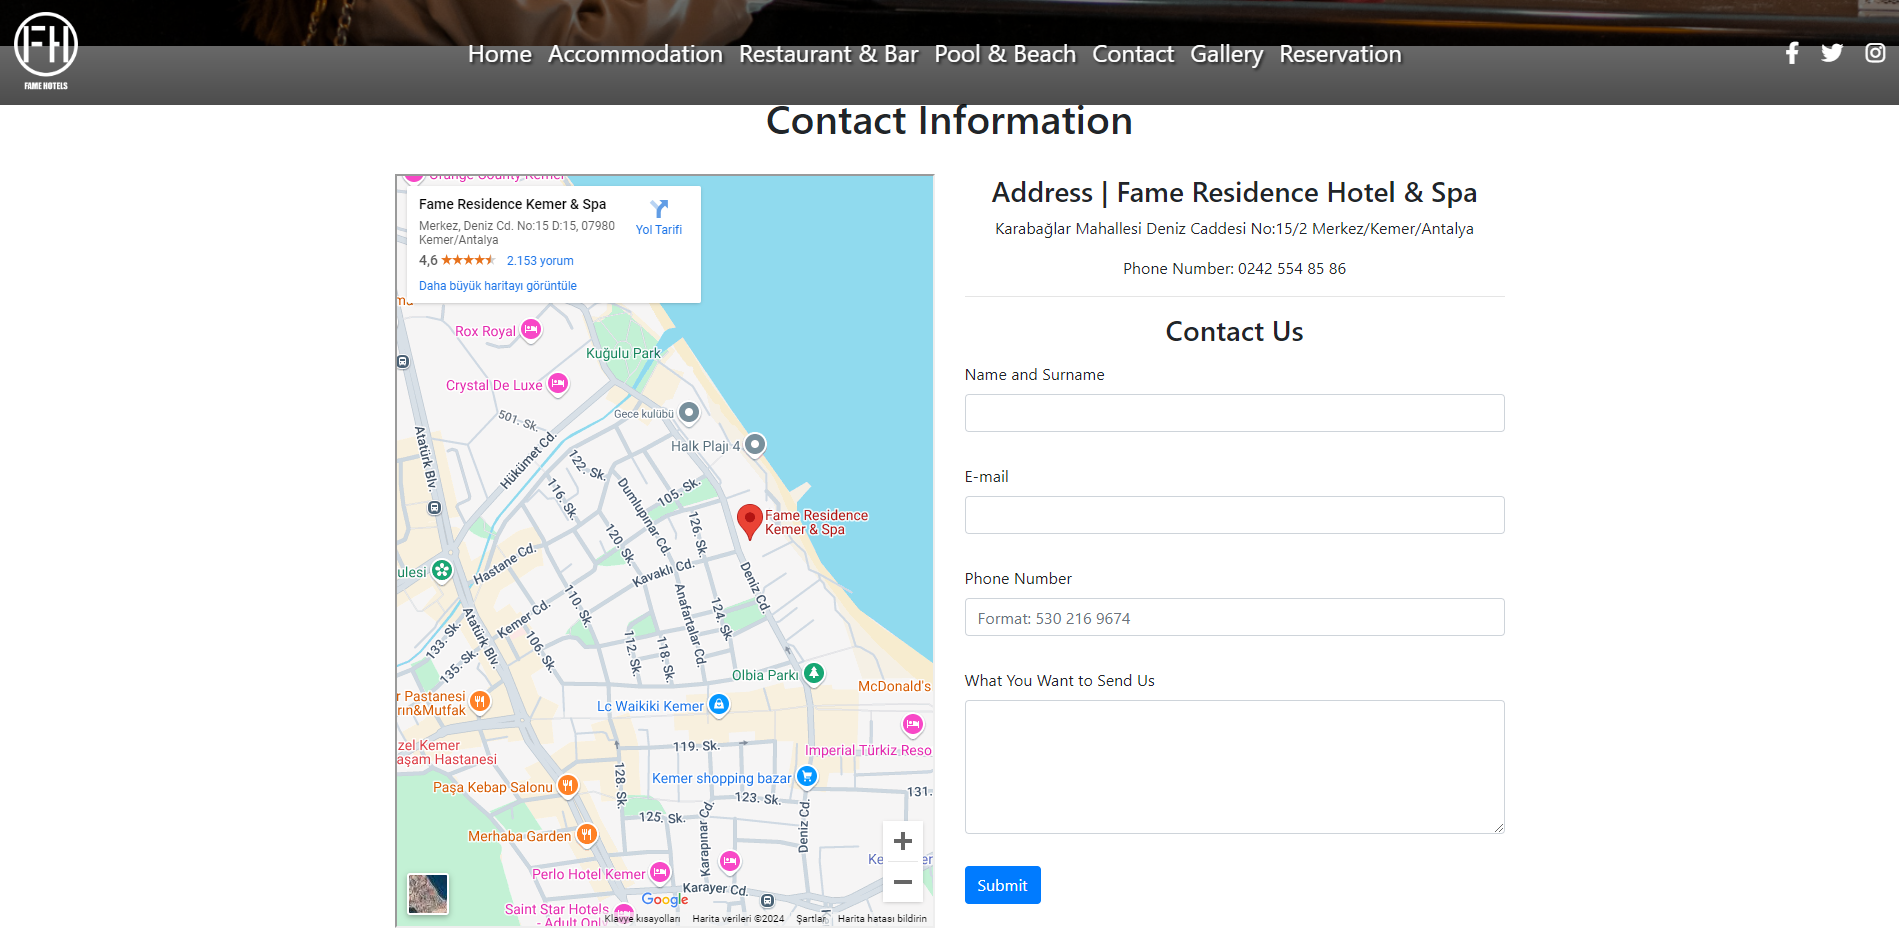 FH
FAME HOTELS
Home Accommodation Restaurant & Bar Pool & Beach Contact Gallery Reservation
Contact Information
Orange County Kemer
Fame Residence Kemer & Spa
Merkez, Deniz Cd. No:15 D:15, 07980
Kemer/Antalya
Yol Tarifi
4,6
2.153 yorum
Daha büyük haritayı görüntüle
Rox Royal
Kuğulu Park
Crystal De Luxe
501. Sk.
Gece kulübü
Halk Plajı 4
Atatürk Blv.
Hükümet Cd.
122. Sk.
116. Sk.
Dumlupınar Cd.
105. Sk.
126. Sk.
120. Sk.
Fame Residence
Kemer & Spa
ulesi
Hastane Cd.
Kavaklı Cd.
Deniz Cd.
110. Sk.
Anafartalar Cd.
124. Sk.
Kemer Cd.
133. Sk.
Atatürk Blv.
106. Sk.
112. Sk.
118. Sk.
135. Sk.
Olbia Parkı
McDonald's
r Pastanesi
rın&Mutfak
Lc Waikiki Kemer
119. Sk.
Imperial Türkiz Reso
zel Kemer
aşam Hastanesi
128. Sk.
Kemer shopping bazar
Paşa Kebap Salonu
123. Sk.
131.
125. Sk.
Karapınar Cd.
Deniz Cd.
Merhaba Garden
Perlo Hotel Kemer
Karayer Cd.
Google
Saint Star Hotels
- Adult Onl
Klavye kısayolları Harita verileri ©2024 Şartlar Harita hatası bildirin
Address | Fame Residence Hotel & Spa
Karabağlar Mahallesi Deniz Caddesi No:15/2 Merkez/Kemer/Antalya
Phone Number: 0242 554 85 86
Contact Us
Name and Surname
E-mail
Phone Number
Format: 530 216 9674
What You Want to Send Us
Submit